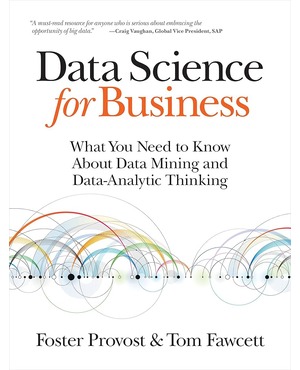 "A must-read resource for anyone who is serious about embracing the
opportunity of big data."
—Craig Vaughan, Global Vice President, SAP
Data Science
for Business
What You Need to Know
About Data Mining and
Data-Analytic Thinking
Foster Provost & Tom Fawcett